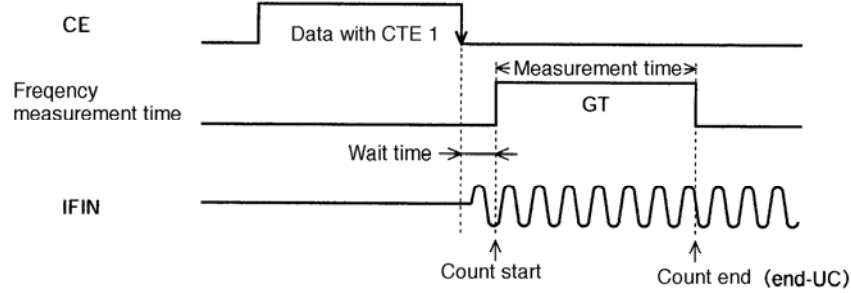 CE
Data with CTE 1
Measurement time
Freqency
measurement time
GT
Wait time
IFIN
Count start
Count end (end-UC)